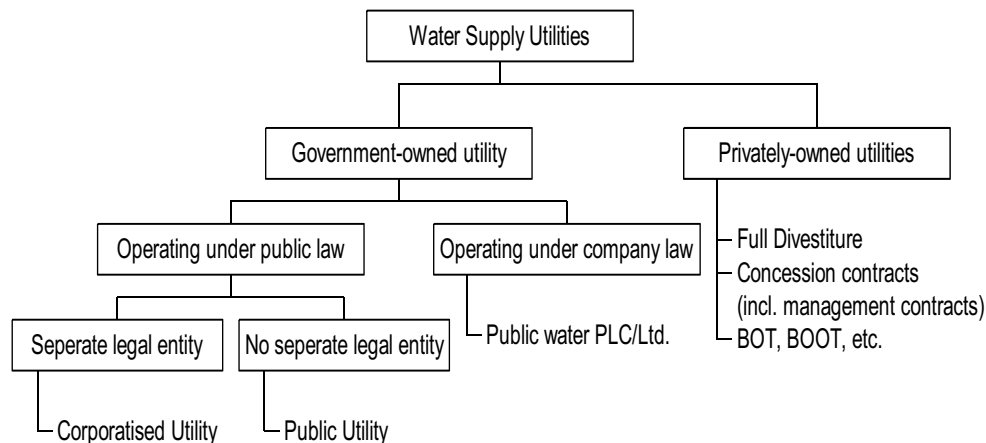 Water Supply Utilities
Government-owned utility
Privately-owned utilities
Operating under public law
Operating under company law
Full Divestiture
Concession contracts
(incl. management contracts)
BOT, BOOT, etc.
Seperate legal entity
No seperate legal entity
Public water PLC/Ltd.
Corporatised Utility
Public Utility